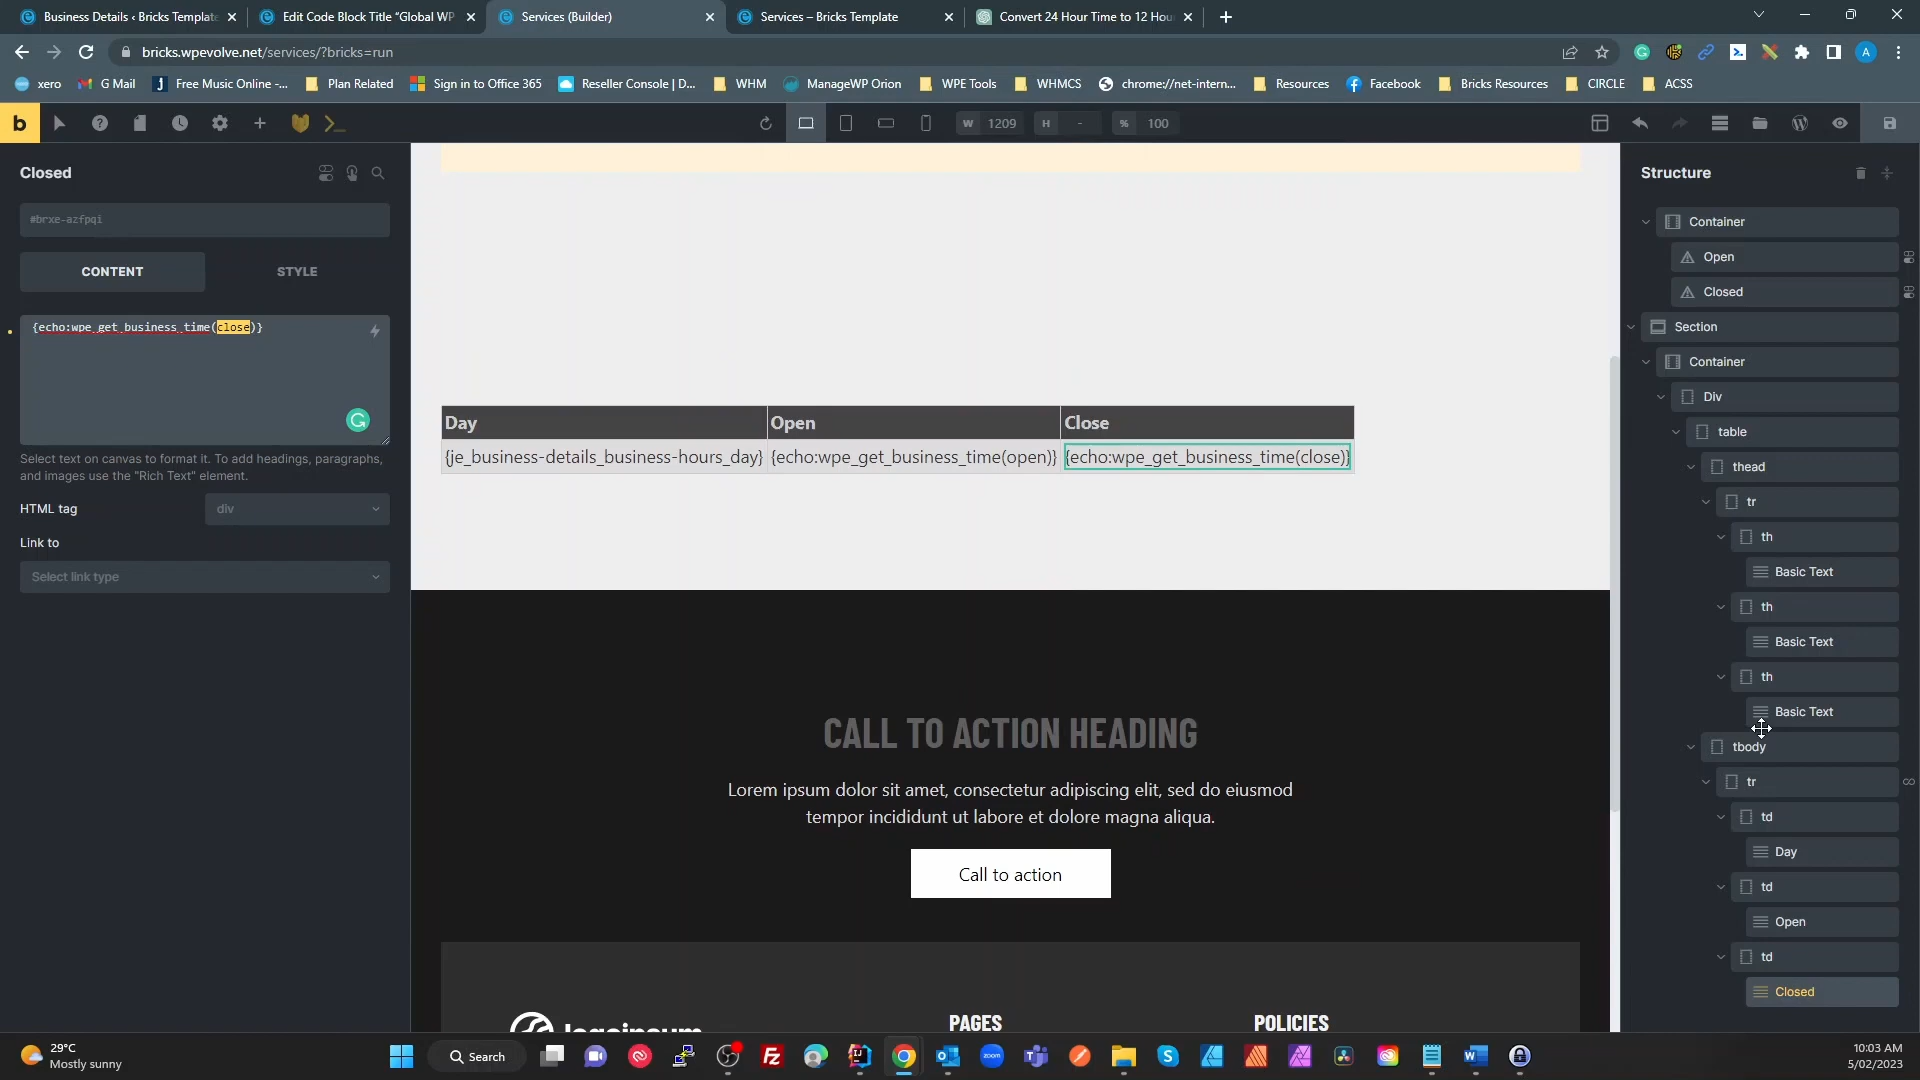 Business Details ‹ Bricks Template
Edit Code Block Title "Global WP
Services (Builder)
Services – Bricks Template
Convert 24 Hour Time to 12 Hou
bricks.wpevolve.net/services/?bricks=run
A
xero
G Mail
Free Music Online -...
Plan Related
Sign in to Office 365
Reseller Console | D...
WHM
ManageWP Orion
WPE Tools
WHMCS
chrome://net-intern...
Resources
Facebook
Bricks Resources
CIRCLE
ACSS
b
W 1209
H -
% 100
Closed
#brxe-azfpqi
CONTENT
STYLE
{echo:wpe_get_business_time(close)}
Select text on canvas to format it. To add headings, paragraphs,
and images use the "Rich Text" element.
HTML tag
div
Link to
Select link type
Day
Open
Close
{je_business-details_business-hours_day}
{echo:wpe_get_business_time(open)}
{echo:wpe_get_business_time(close)}
CALL TO ACTION HEADING
Lorem ipsum dolor sit amet, consectetur adipiscing elit, sed do eiusmod
tempor incididunt ut labore et dolore magna aliqua.
Call to action
logoipsum
PAGES
POLICIES
Structure
Container
Open
Closed
Section
Container
Div
table
thead
tr
th
Basic Text
th
Basic Text
th
Basic Text
tbody
tr
td
Day
td
Open
td
Closed
29°C
Mostly sunny
Search
zoom
10:03 AM
5/02/2023